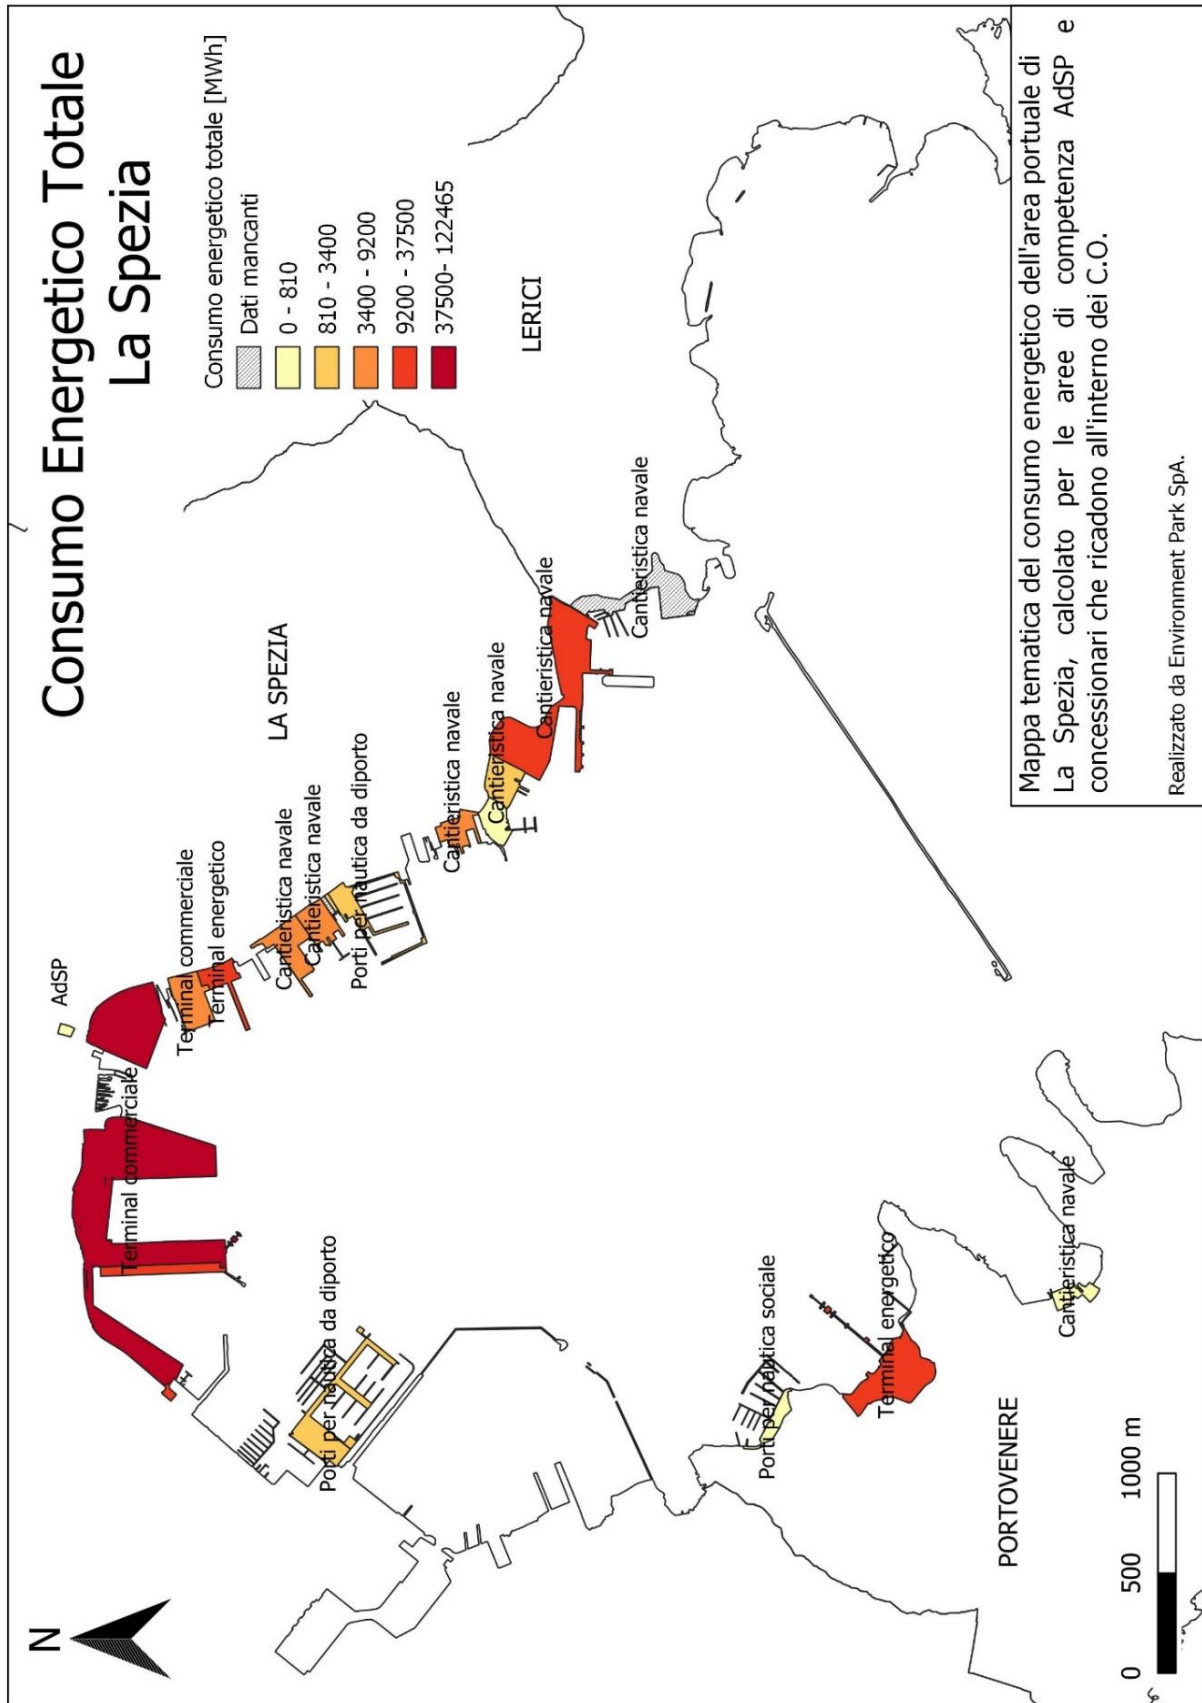 Consumo Energetico Totale
La Spezia
Consumo energetico totale [MWh]
Dati mancanti
0 - 810
810 - 3400
3400 - 9200
9200 - 37500
37500- 122465
N
AdSP
Terminal commerciale
Terminal commerciale
Terminal energetico
LA SPEZIA
Cantieristica navale
Cantieristica navale
Porti per nautica da diporto
Porti per nautica da diporto
Cantieristica navale
Cantieristica navale
Cantieristica navale
Cantieristica navale
LERICI
Porti per nautica sociale
Terminal energetico
Cantieristica navale
PORTOVENERE
0 500 1000 m
Mappa tematica del consumo energetico dell'area portuale di
La Spezia, calcolato per le aree di competenza AdSP e
concessionari che ricadono all'interno dei C.O.
Realizzato da Environment Park SpA.